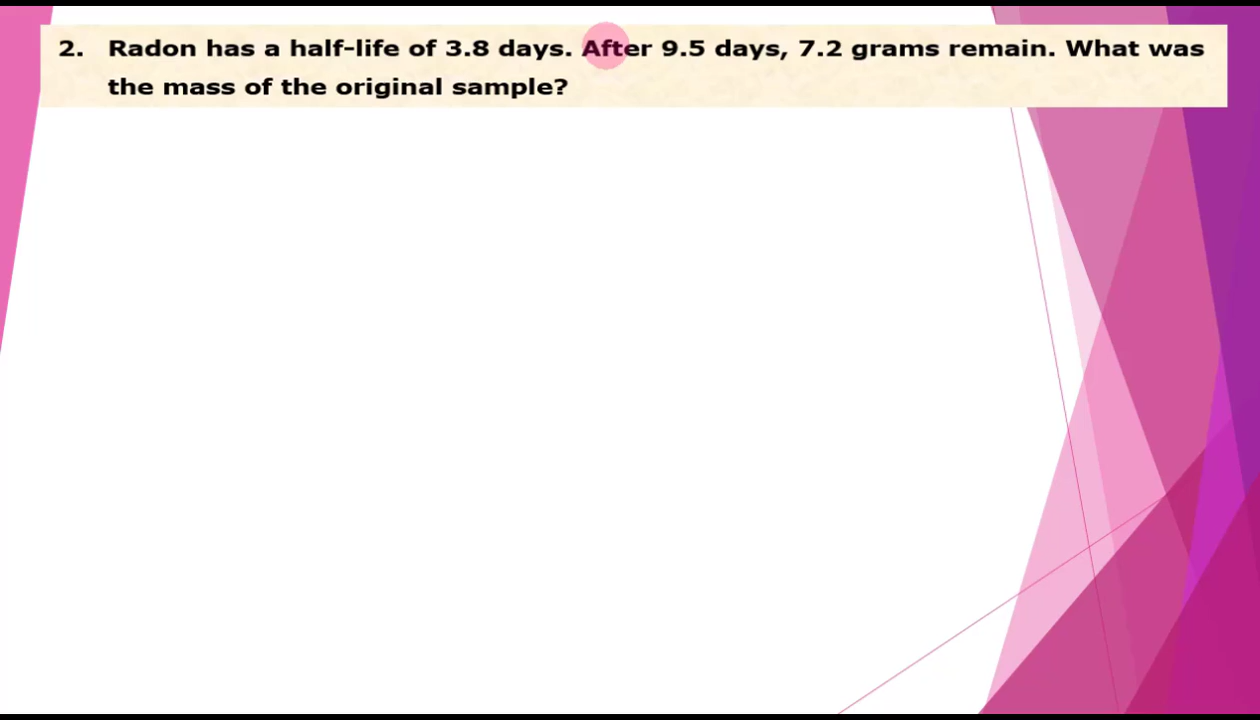 2. Radon has a half-life of 3.8 days. After 9.5 days, 7.2 grams remain. What was
the mass of the original sample?